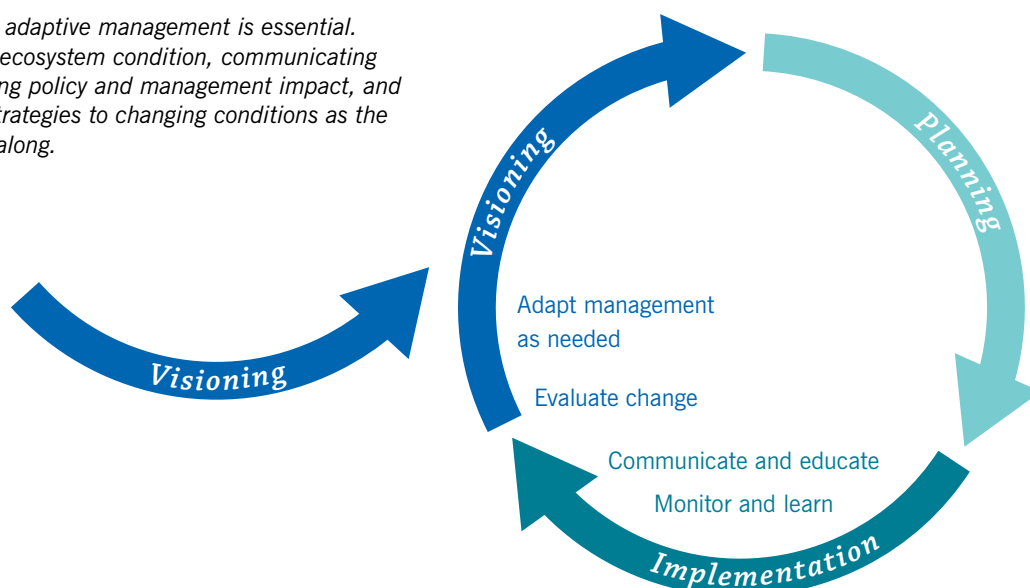 adaptive management is essential.
ecosystem condition, communicating
ng policy and management impact, and
trategies to changing conditions as the
along.
Visioning
Planning
Adapt management
as needed
Visioning
Evaluate change
Communicate and educate
Monitor and learn
Implementation